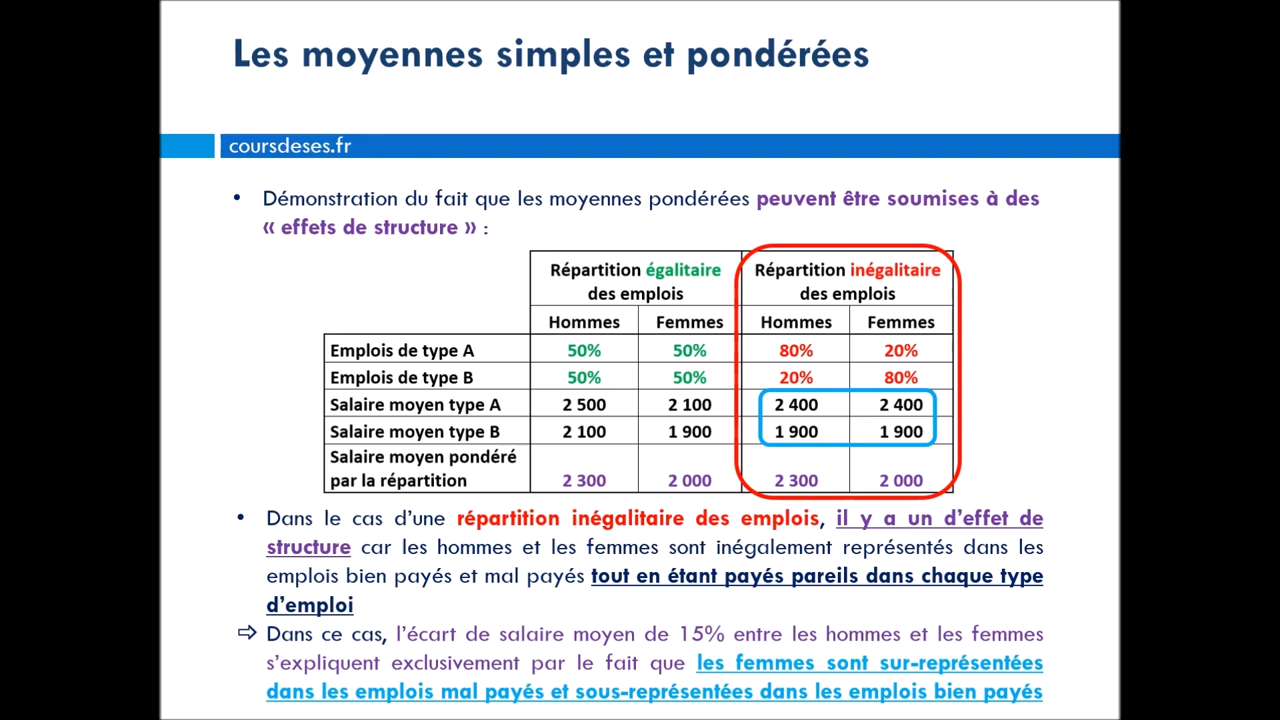 Les moyennes simples et pondérées
coursdeses.fr
• Démonstration du fait que les moyennes pondérées peuvent être soumises à des
« effets de structure » :
Répartition égalitaire des emplois Répartition inégalitaire des emplois
Hommes Femmes Hommes Femmes
Emplois de type A 50% 50% 80% 20%
Emplois de type B 50% 50% 20% 80%
Salaire moyen type A 2 500 2 100 2 400 2 400
Salaire moyen type B 2 100 1 900 1 900 1 900
Salaire moyen pondéré
par la répartition 2 300 2 000 2 300 2 000
• Dans le cas d'une répartition inégalitaire des emplois, il y a un d'effet de
structure car les hommes et les femmes sont inégalement représentés dans les
emplois bien payés et mal payés tout en étant payés pareils dans chaque type
d'emploi
⇨ Dans ce cas, l'écart de salaire moyen de 15% entre les hommes et les femmes
s'expliquent exclusivement par le fait que les femmes sont sur-représentées
dans les emplois mal payés et sous-représentées dans les emplois bien payés